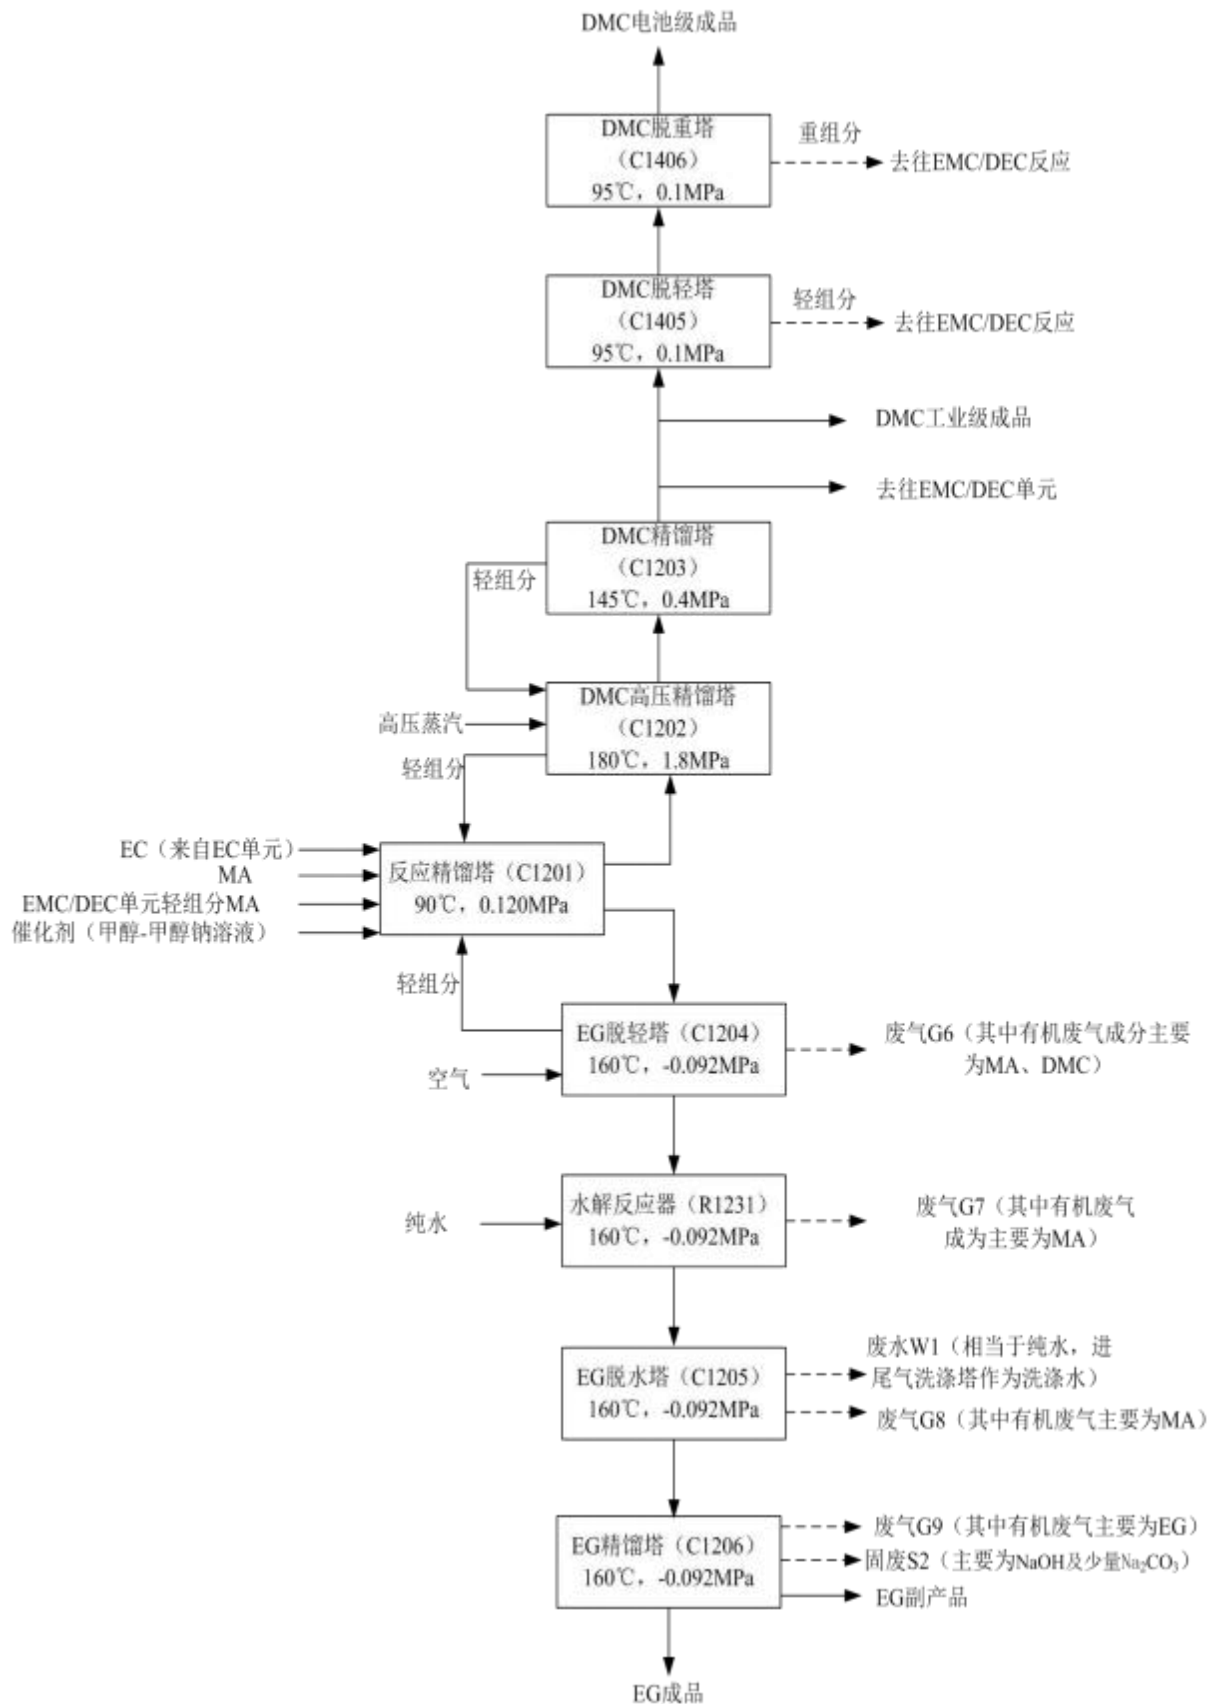 DMC电池级成品
DMC脱重塔
（C1406）
95℃，0.1MPa
重组分
去往EMC/DEC反应
DMC脱轻塔
（C1405）
95℃，0.1MPa
轻组分
去往EMC/DEC反应
DMC工业级成品
去往EMC/DEC单元
DMC精馏塔
（C1203）
145℃，0.4MPa
轻组分
DMC高压精馏塔
（C1202）
180℃，1.8MPa
高压蒸汽
轻组分
EC（来自EC单元）
MA
EMC/DEC单元轻组分MA
催化剂（甲醇-甲醇钠溶液）
反应精馏塔（C1201）
90℃，0.120MPa
轻组分
EG脱轻塔（C1204）
160℃，-0.092MPa
空气
废气G6（其中有机废气成分主要
为MA、DMC）
水解反应器（R1231）
160℃，-0.092MPa
纯水
废气G7（其中有机废气
成为主要为MA）
EG脱水塔（C1205）
160℃，-0.092MPa
废水W1（相当于纯水，进
尾气洗涤塔作为洗涤水）
废气G8（其中有机废气主要为MA）
EG精馏塔（C1206）
160℃，-0.092MPa
废气G9（其中有机废气主要为EG）
固废S2（主要为NaOH及少量Na₂CO₃）
EG副产品
EG成品